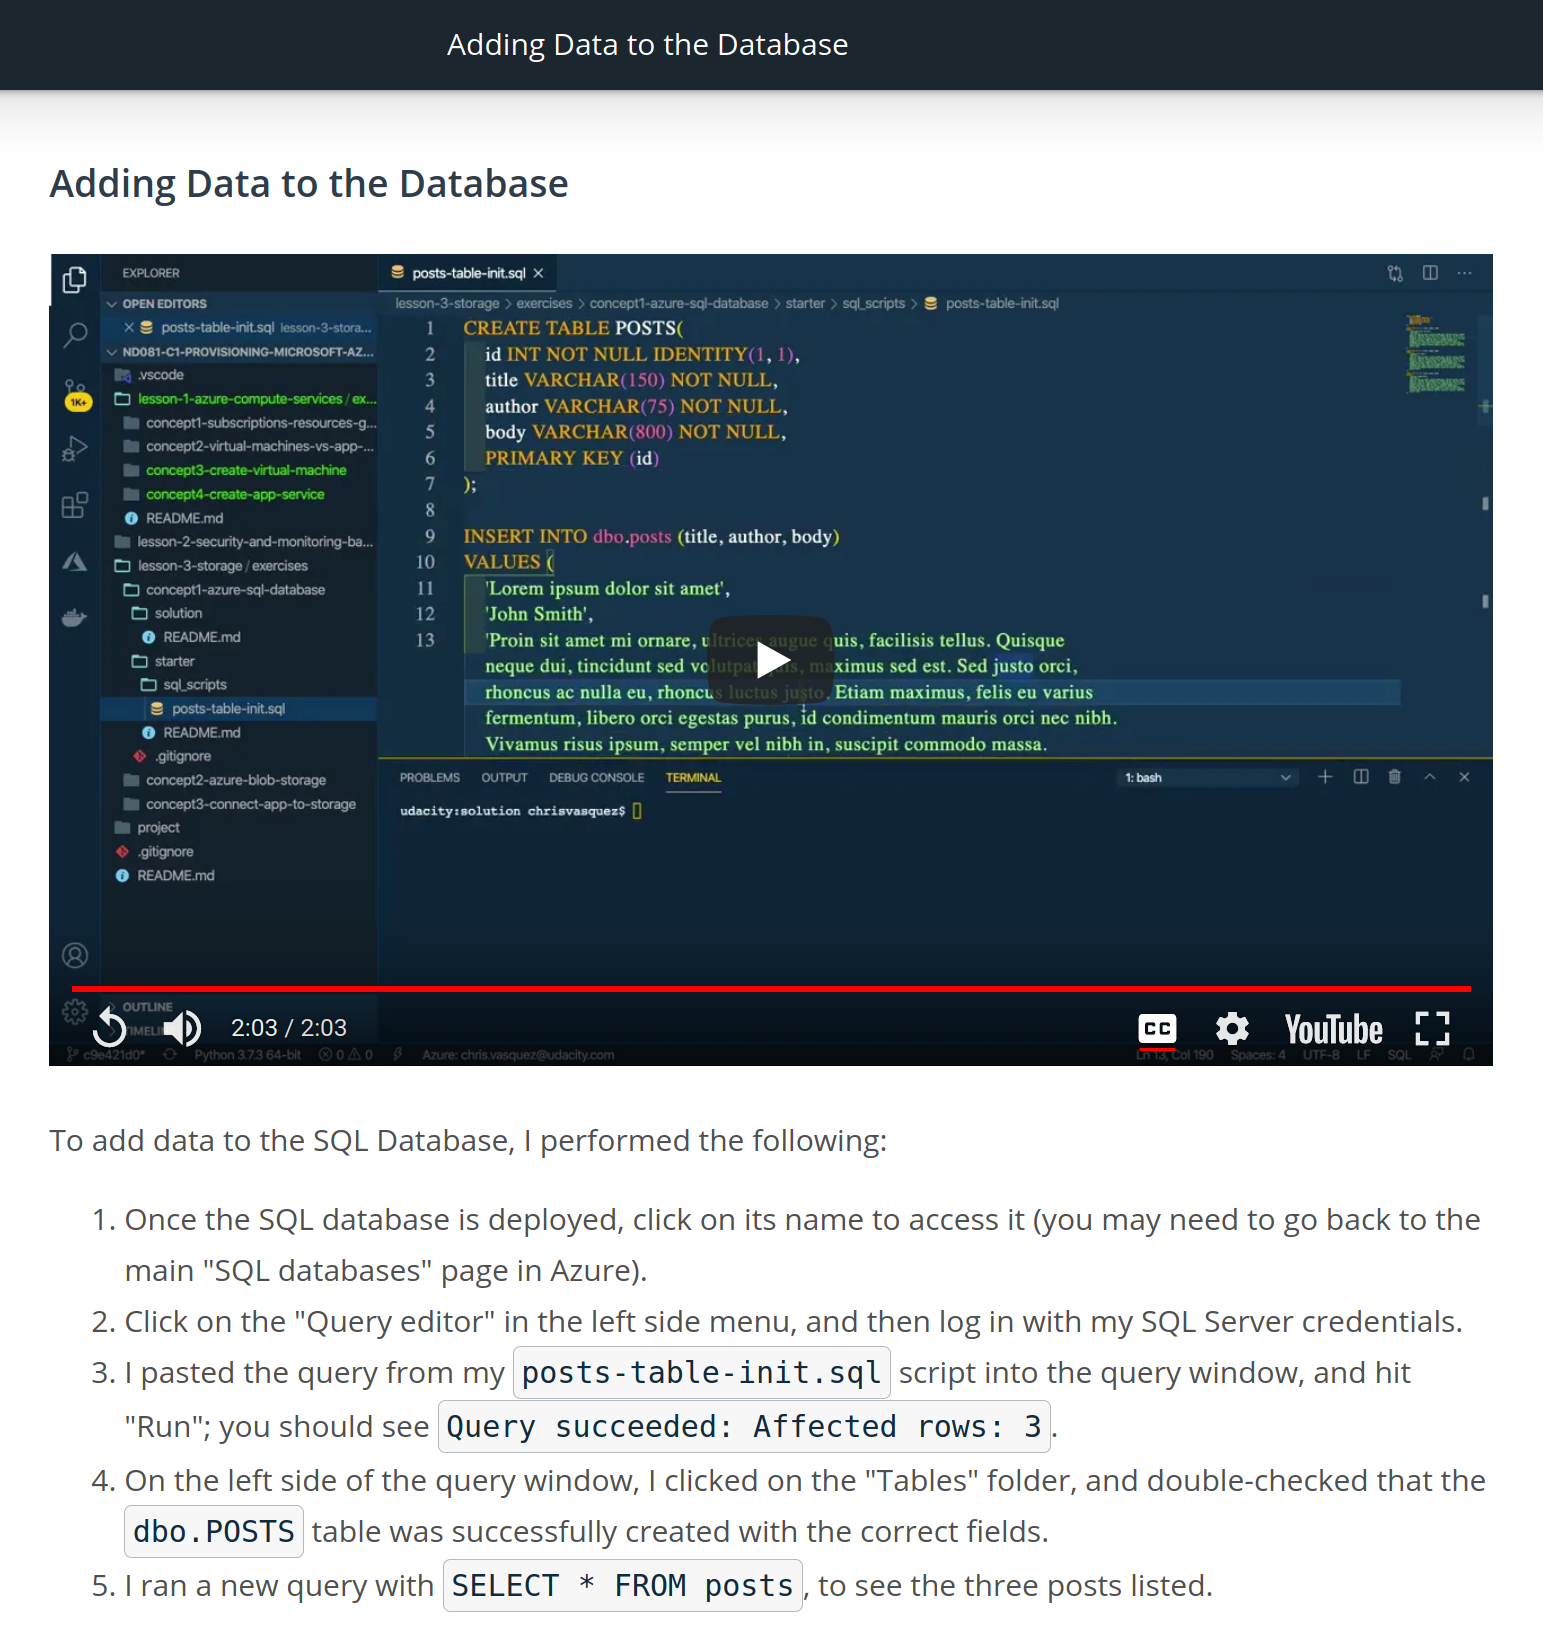 Adding Data to the Database
Adding Data to the Database
EXPLORER
OPEN EDITORS
posts-table-init.sql lesson-3-stora...
ND081-C1-PROVISIONING-MICROSOFT-AZ...
.vscode
lesson-1-azure-compute-services / ex...
concept1-subscriptions-resources-g...
concept2-virtual-machines-vs-app-...
concept3-create-virtual-machine
concept4-create-app-service
README.md
lesson-2-security-and-monitoring-ba...
lesson-3-storage / exercises
concept1-azure-sql-database
solution
README.md
starter
sql_scripts
posts-table-init.sql
README.md
.gitignore
concept2-azure-blob-storage
concept3-connect-app-to-storage
project
.gitignore
README.md
OUTLINE
1K+
posts-table-init.sql
lesson-3-storage > exercises > concept1-azure-sql-database > starter > sql_scripts > posts-table-init.sql
1 CREATE TABLE POSTS(
2 id INT NOT NULL IDENTITY(1, 1),
3 title VARCHAR(150) NOT NULL,
4 author VARCHAR(75) NOT NULL,
5 body VARCHAR(800) NOT NULL,
6 PRIMARY KEY (id)
7 );
8
9 INSERT INTO dbo.posts (title, author, body)
10 VALUES (
11 'Lorem ipsum dolor sit amet',
12 'John Smith',
13 'Proin sit amet mi ornare, ultrices augue quis, facilisis tellus. Quisque
neque dui, tincidunt sed volutpat quis, maximus sed est. Sed justo orci,
rhoncus ac nulla eu, rhoncus luctus justo. Etiam maximus, felis eu varius
fermentum, libero orci egestas purus, id condimentum mauris orci nec nibh.
Vivamus risus ipsum, semper vel nibh in, suscipit commodo massa.
PROBLEMS OUTPUT DEBUG CONSOLE TERMINAL 1: bash
udacity:solution chrisvasquez$
2:03 / 2:03 CC YouTube
c9e421d0* Python 3.7.3 64-bit 0 0 Azure: chris.vasquez@udacity.com Ln 13, Col 190 Spaces: 4 UTF-8 LF SQL
To add data to the SQL Database, I performed the following:
1. Once the SQL database is deployed, click on its name to access it (you may need to go back to the
main "SQL databases" page in Azure).
2. Click on the "Query editor" in the left side menu, and then log in with my SQL Server credentials.
3. I pasted the query from my posts-table-init.sql script into the query window, and hit
"Run"; you should see Query succeeded: Affected rows: 3.
4. On the left side of the query window, I clicked on the "Tables" folder, and double-checked that the
dbo.POSTS table was successfully created with the correct fields.
5. I ran a new query with SELECT * FROM posts, to see the three posts listed.